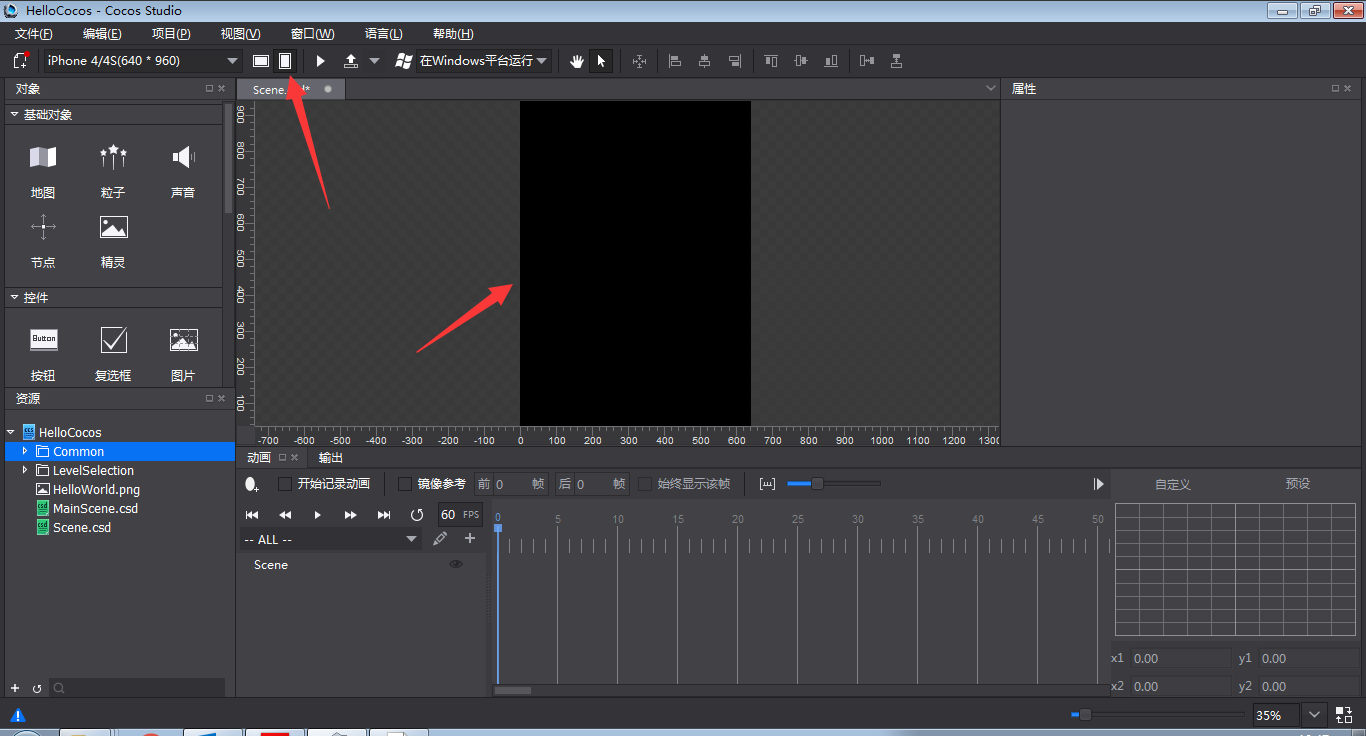 HelloCocos - Cocos Studio
文件(F) 编辑(E) 项目(P) 视图(V) 窗口(W) 语言(L) 帮助(H)
iPhone 4/4S(640 * 960) 在Windows平台运行
对象
基础对象
地图 粒子 声音
节点 精灵
控件
Button
按钮 复选框 图片
资源
HelloCocos
Common
LevelSelection
HelloWorld.png
MainScene.csd
Scene.csd
Scene. d*
900
800
700
600
500
400
300
200
100
-700 -600 -500 -400 -300 -200 -100 0 100 200 300 400 500 600 700 800 900 1000 1100 1200 1300
属性
动画 输出
开始记录动画 镜像参考 前 0 帧 后 0 帧 始终显示该帧
60 FPS
-- ALL --
Scene
0 5 10 15 20 25 30 35 40 45 50
自定义 预设
x1 0.00 y1 0.00
x2 0.00 y2 0.00
35%